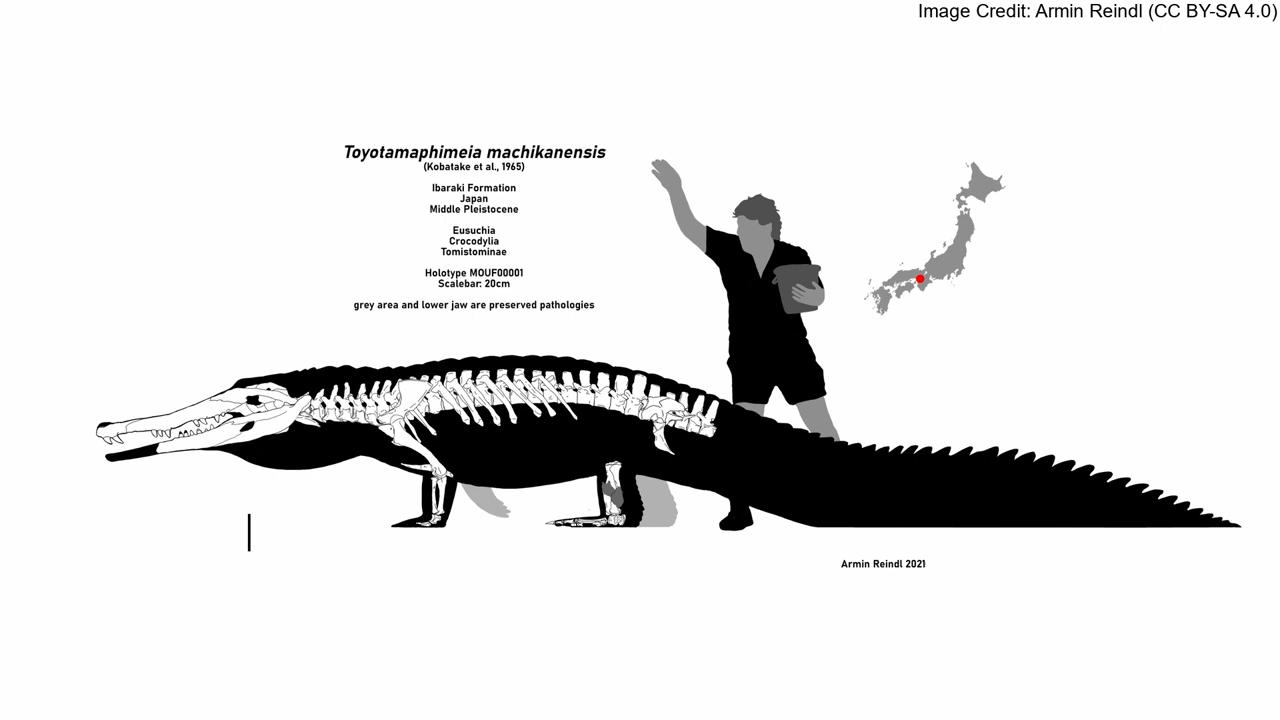 Image Credit: Armin Reindl (CC BY-SA 4.0)
Toyotamaphimeia machikanensis
(Kobatake et al., 1965)
Ibaraki Formation
Japan
Middle Pleistocene
Eusuchia
Crocodylia
Tomistominae
Holotype MOUF00001
Scalebar: 20cm
grey area and lower jaw are preserved pathologies
Armin Reindl 2021